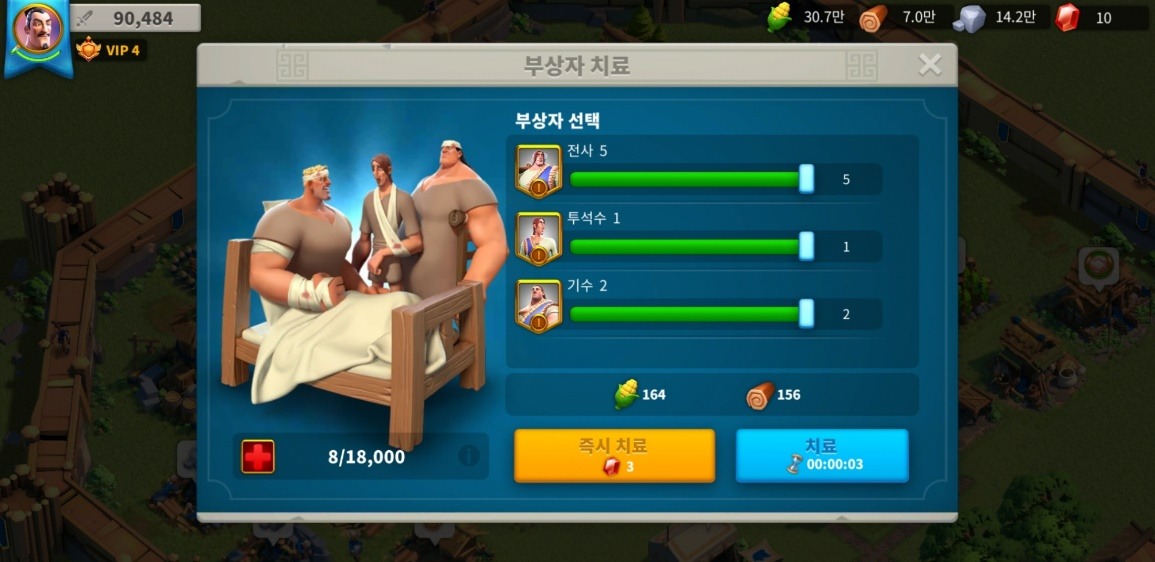 90,484
30.7만
7.0만
14.2만
10
VIP 4
부상자 치료
부상자 선택
전사 5
5
투석수 1
1
기수 2
2
164
156
8/18,000
즉시 치료
3
치료
00:00:03